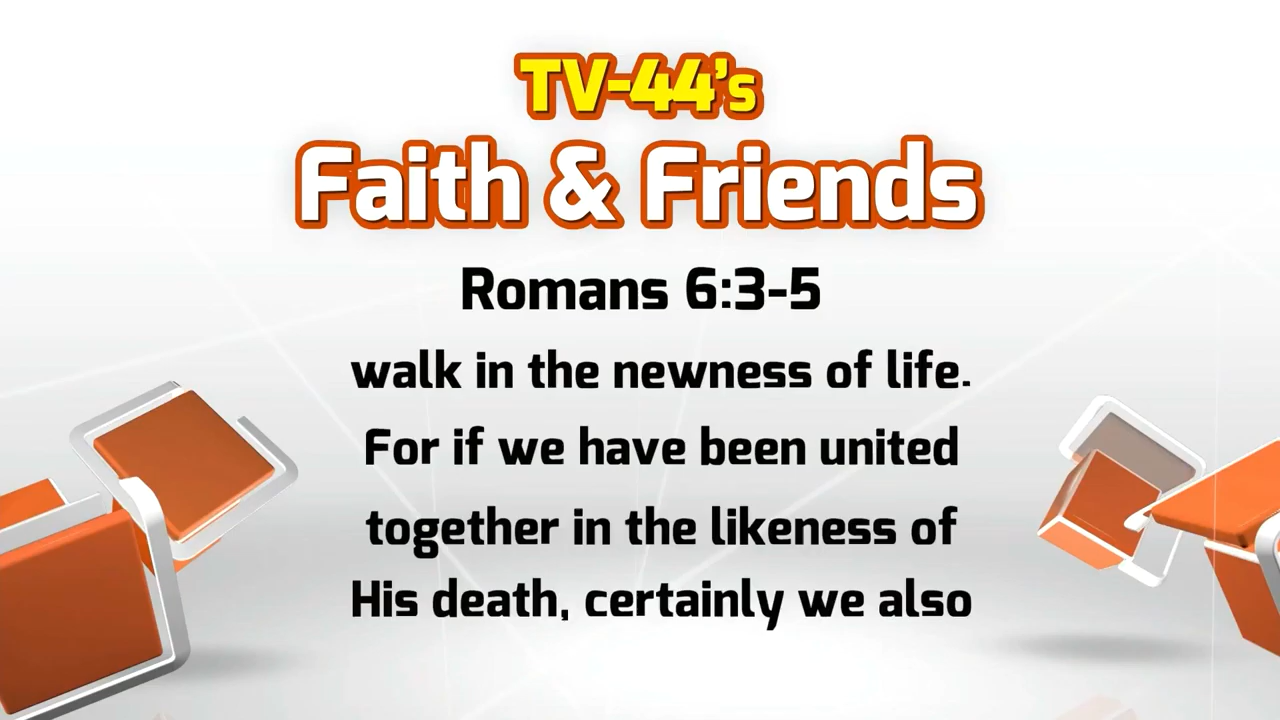 TV-44's
Faith & Friends
Romans 6:3-5
walk in the newness of life.
For if we have been united
together in the likeness of
His death, certainly we also